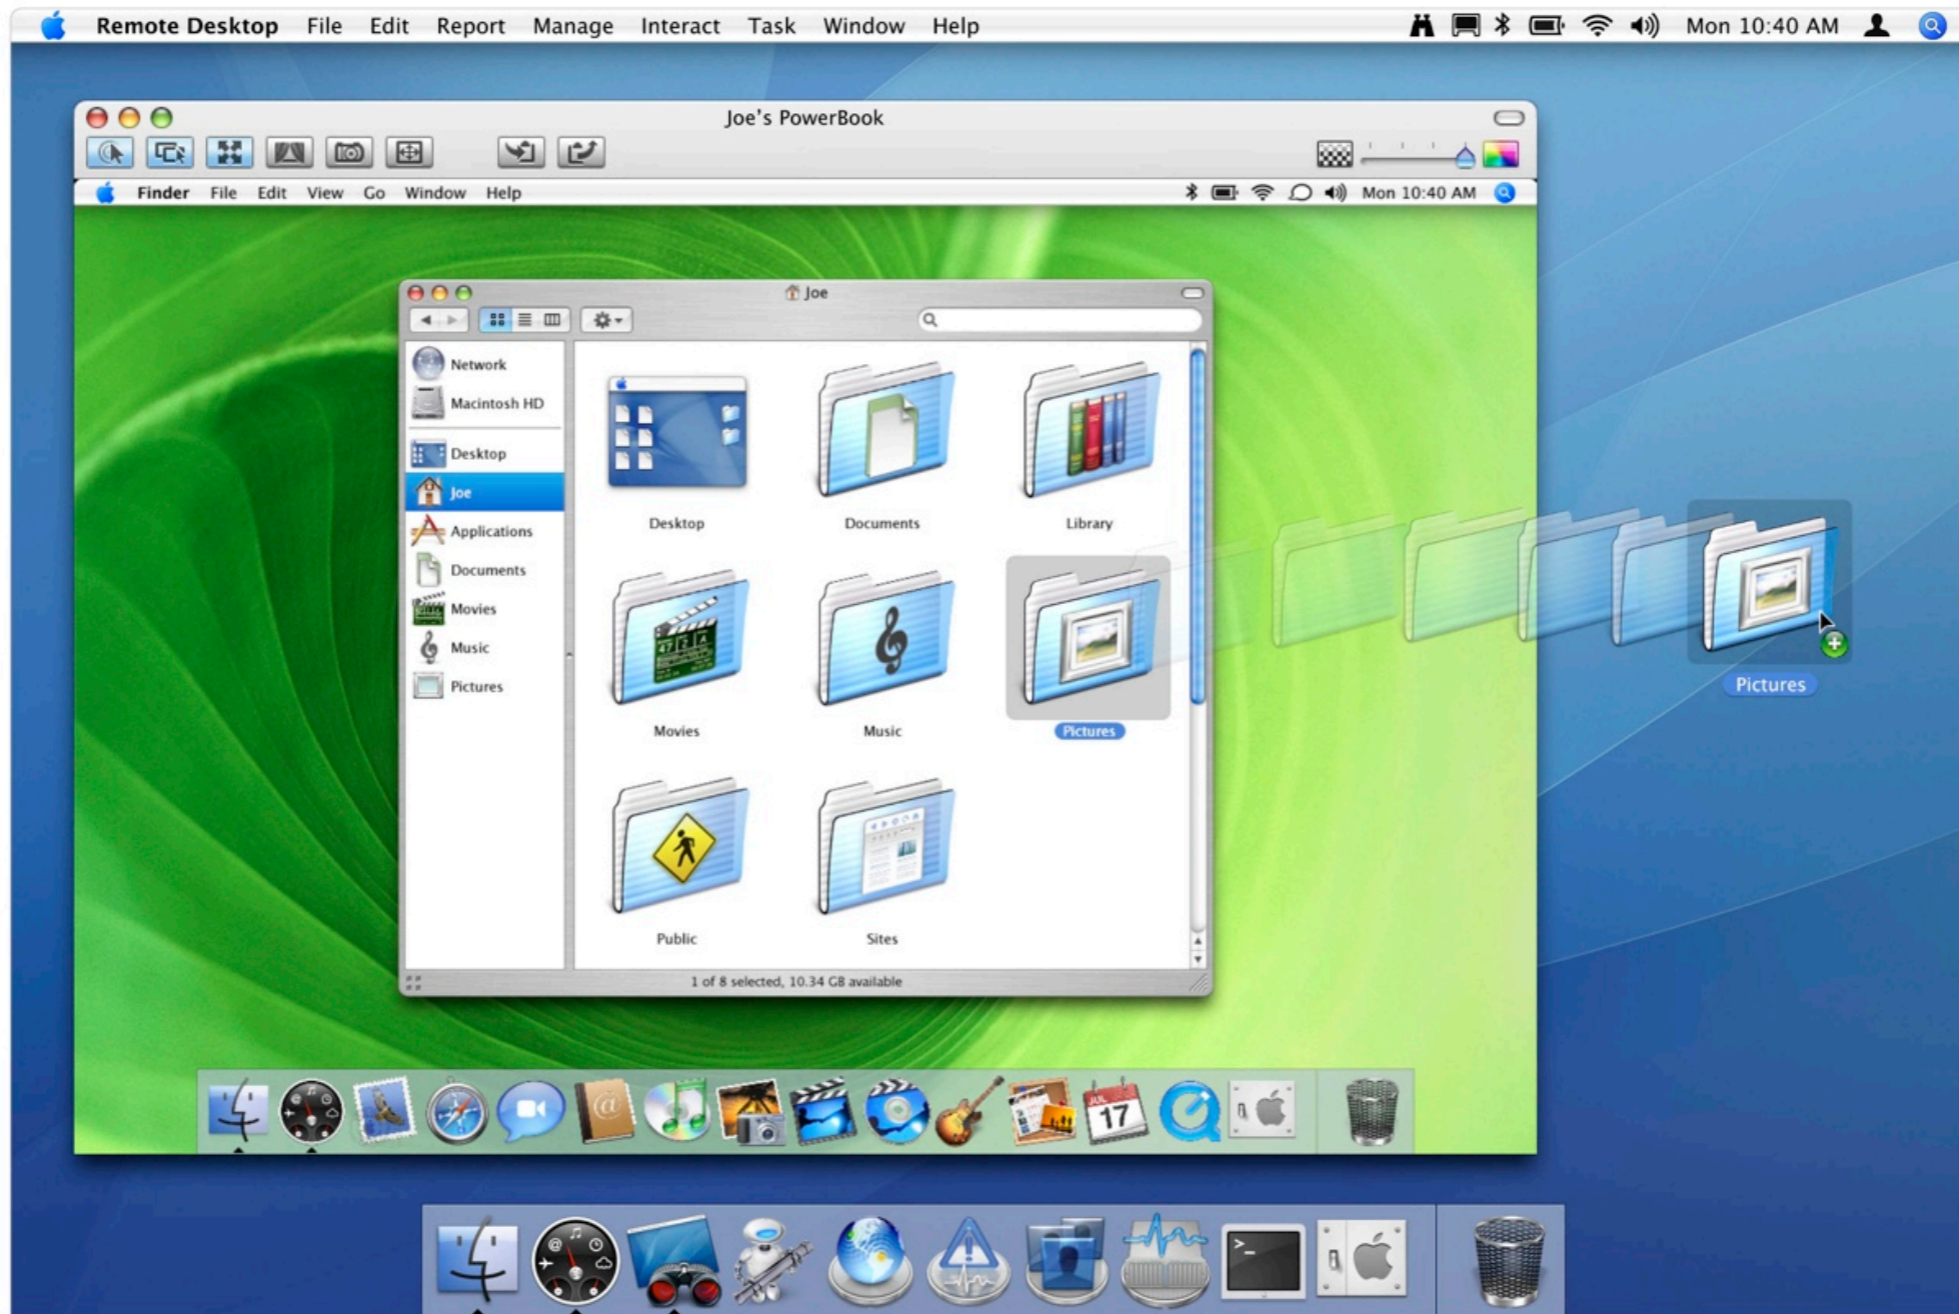 Remote Desktop File Edit Report Manage Interact Task Window Help Mon 10:40 AM
Joe's PowerBook
Finder File Edit View Go Window Help Mon 10:40 AM
Joe
Network
Macintosh HD
Desktop
Joe
Applications
Documents
Movies
Music
Pictures
Desktop Documents Library
Movies Music Pictures
Pictures
Public Sites
1 of 8 selected, 10.34 GB available
JUL
17